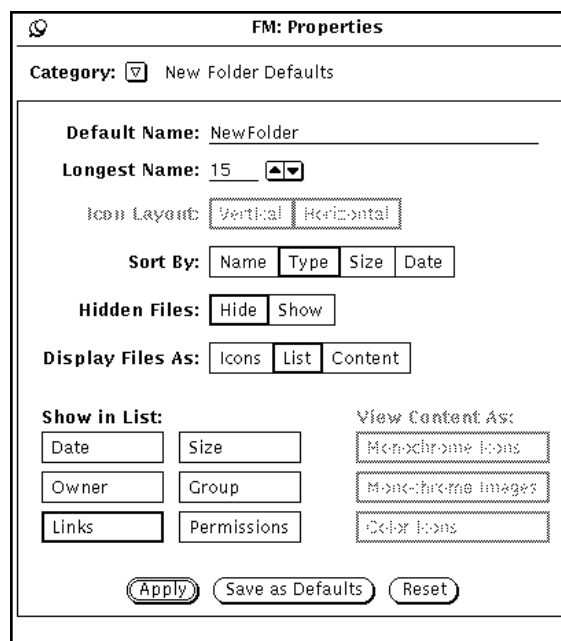 FM: Properties
Category: New Folder Defaults
Default Name: NewFolder
Longest Name: 15
Icon Layout: Vertical Horizontal
Sort By: Name Type Size Date
Hidden Files: Hide Show
Display Files As: Icons List Content
Show in List: View Content As:
Date Size Monochrome Icons
Owner Group Monochrome Images
Links Permissions Color Icons
Apply Save as Defaults Reset